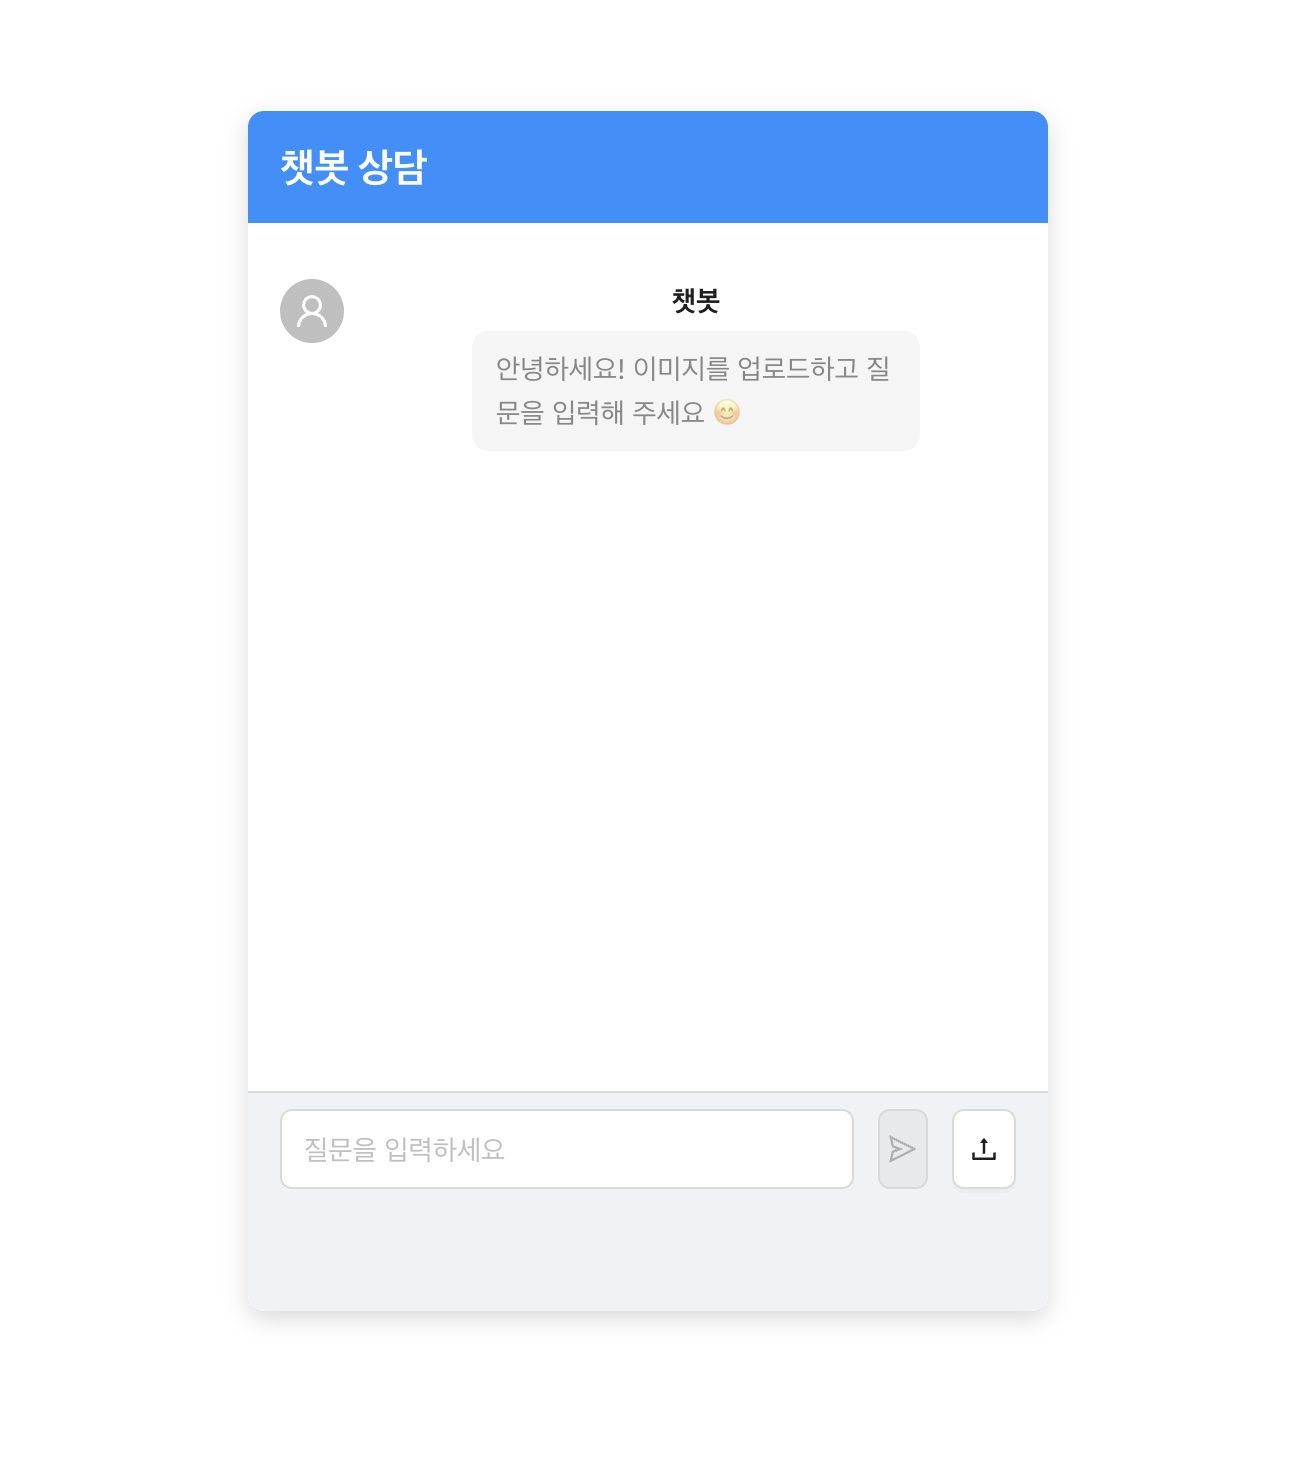 챗봇 상담
챗봇
안녕하세요! 이미지를 업로드하고 질
문을 입력해 주세요 😊
질문을 입력하세요